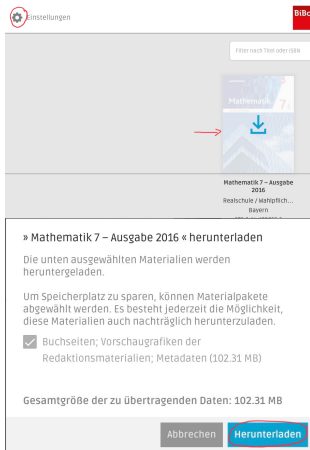 Einstellungen
BiBo
Filter nach Titel oder ISBN
Mathematik 7
Mathematik 7 – Ausgabe
2016
Realschule / Wahlpflich...
Bayern
» Mathematik 7 – Ausgabe 2016 « herunterladen
Die unten ausgewählten Materialien werden
heruntergeladen.
Um Speicherplatz zu sparen, können Materialpakete
abgewählt werden. Es besteht jederzeit die Möglichkeit,
diese Materialien auch nachträglich herunterzuladen.
Buchseiten; Vorschaugrafiken der
Redaktionsmaterialien; Metadaten (102.31 MB)
Gesamtgröße der zu übertragenden Daten: 102.31 MB
Abbrechen Herunterladen